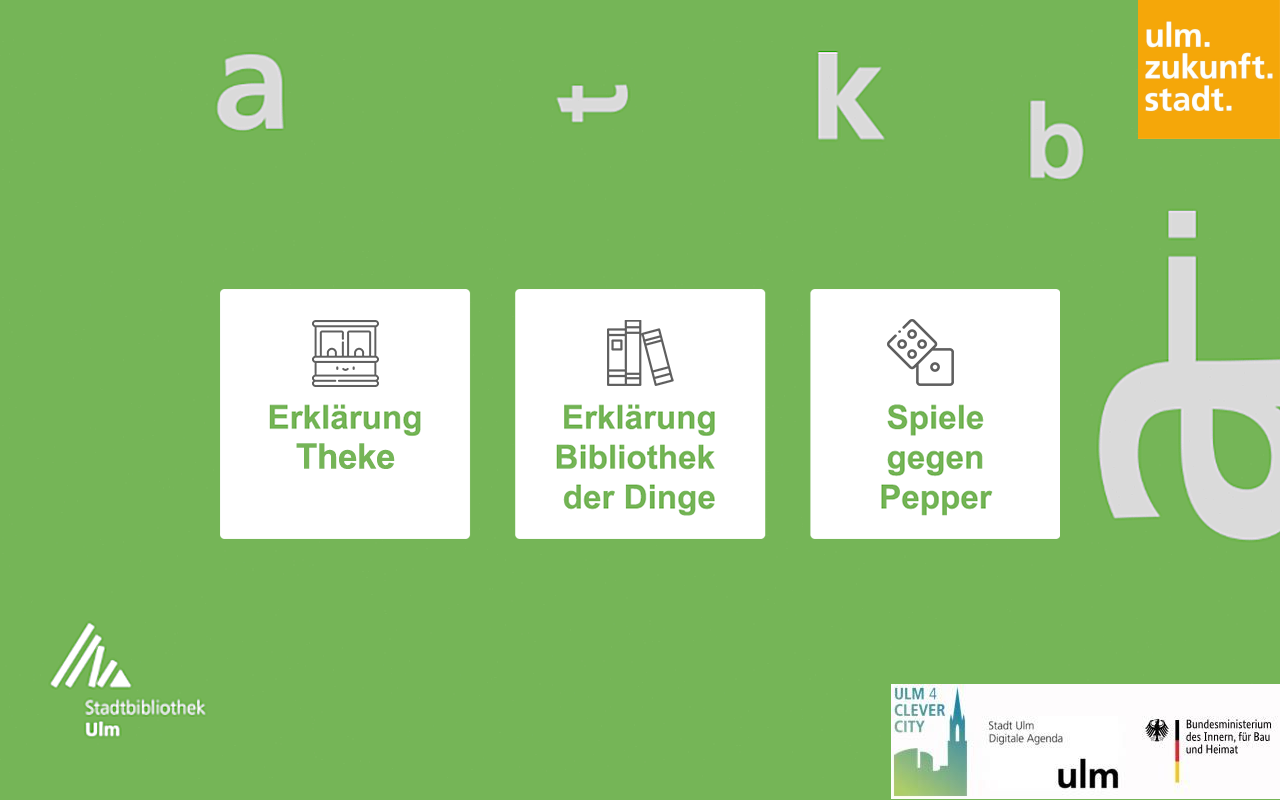 a
t
k
b
i
a
ulm.
zukunft.
stadt.
Erklärung
Theke
Erklärung
Bibliothek
der Dinge
Spiele
gegen
Pepper
Stadtbibliothek
Ulm
ULM 4
CLEVER
CITY
Stadt Ulm
Digitale Agenda
ulm
Bundesministerium
des Innern, für Bau
und Heimat